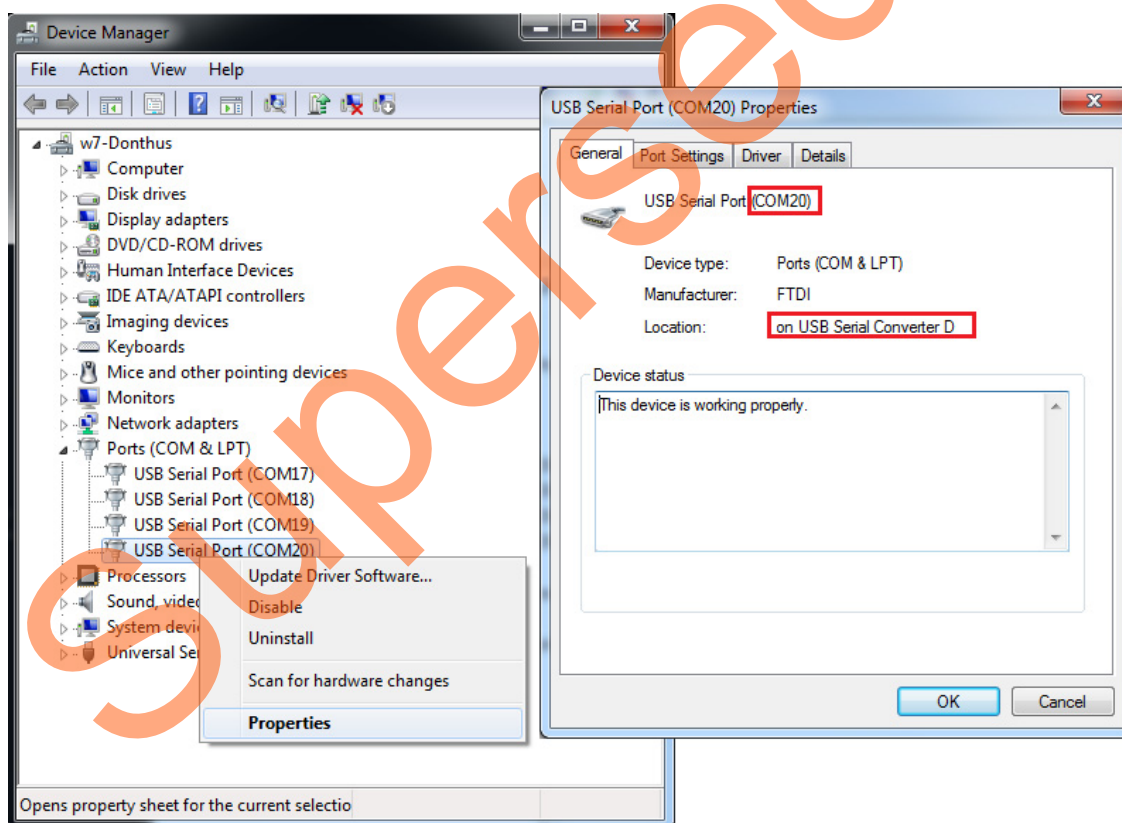 Device Manager
File Action View Help
w7-Donthus
Computer
Disk drives
Display adapters
DVD/CD-ROM drives
Human Interface Devices
IDE ATA/ATAPI controllers
Imaging devices
Keyboards
Mice and other pointing devices
Monitors
Network adapters
Ports (COM & LPT)
USB Serial Port (COM17)
USB Serial Port (COM18)
USB Serial Port (COM19)
USB Serial Port (COM20)
Processors
Sound, video
System devi
Universal Se
Update Driver Software...
Disable
Uninstall
Scan for hardware changes
Properties
Opens property sheet for the current selectio
USB Serial Port (COM20) Properties
General Port Settings Driver Details
USB Serial Port (COM20)
Device type: Ports (COM & LPT)
Manufacturer: FTDI
Location: on USB Serial Converter D
Device status
This device is working properly.
OK Cancel
Superse